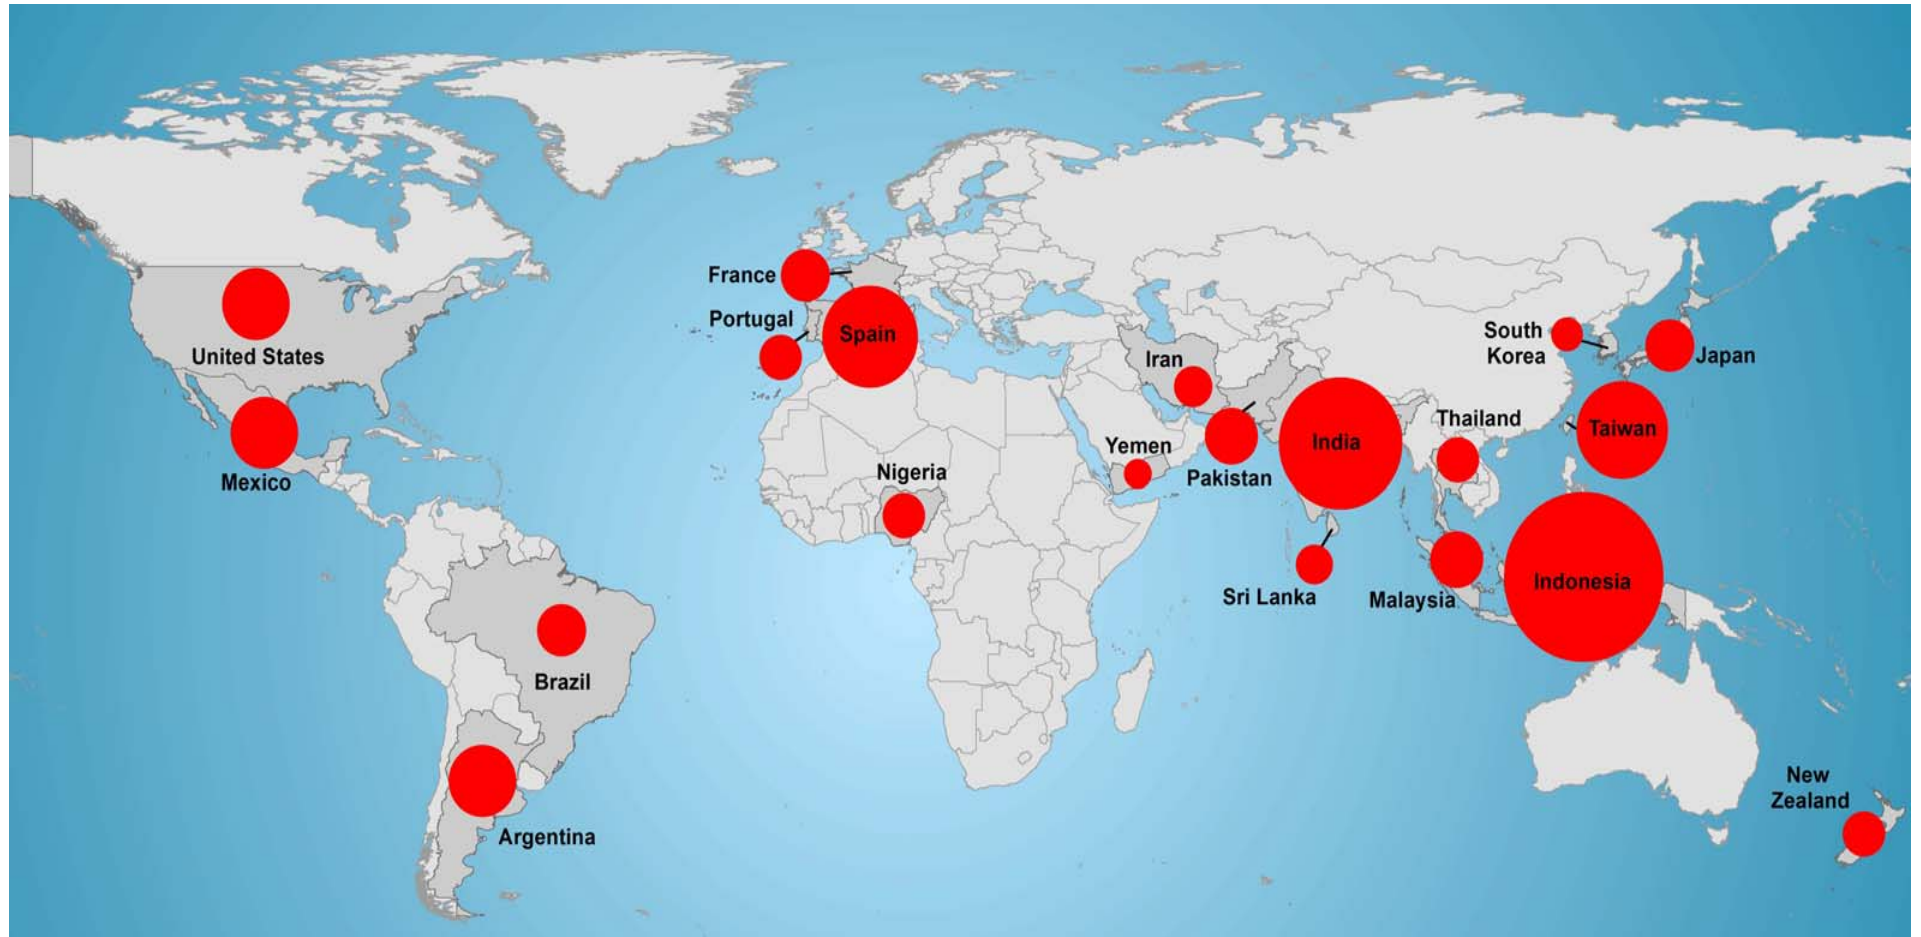 France
Portugal
Spain
United States
Mexico
Iran
South
Korea
Japan
Yemen
Nigeria
Pakistan
India
Thailand
Taiwan
Sri Lanka
Malaysia
Indonesia
Brazil
Argentina
New
Zealand